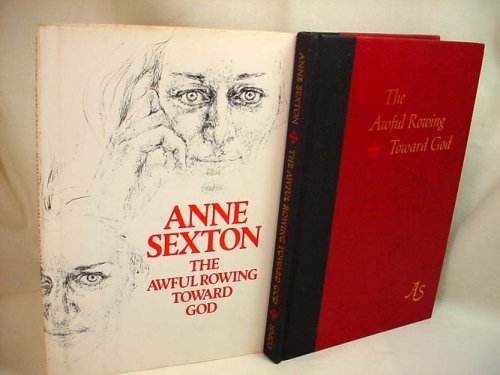 ANNE
SEXTON
THE
AWFUL ROWING
TOWARD
GOD
ANNE SEXTON THE AWFUL ROWING TOWARD GOD
The
Awful Rowing
Toward God
AS